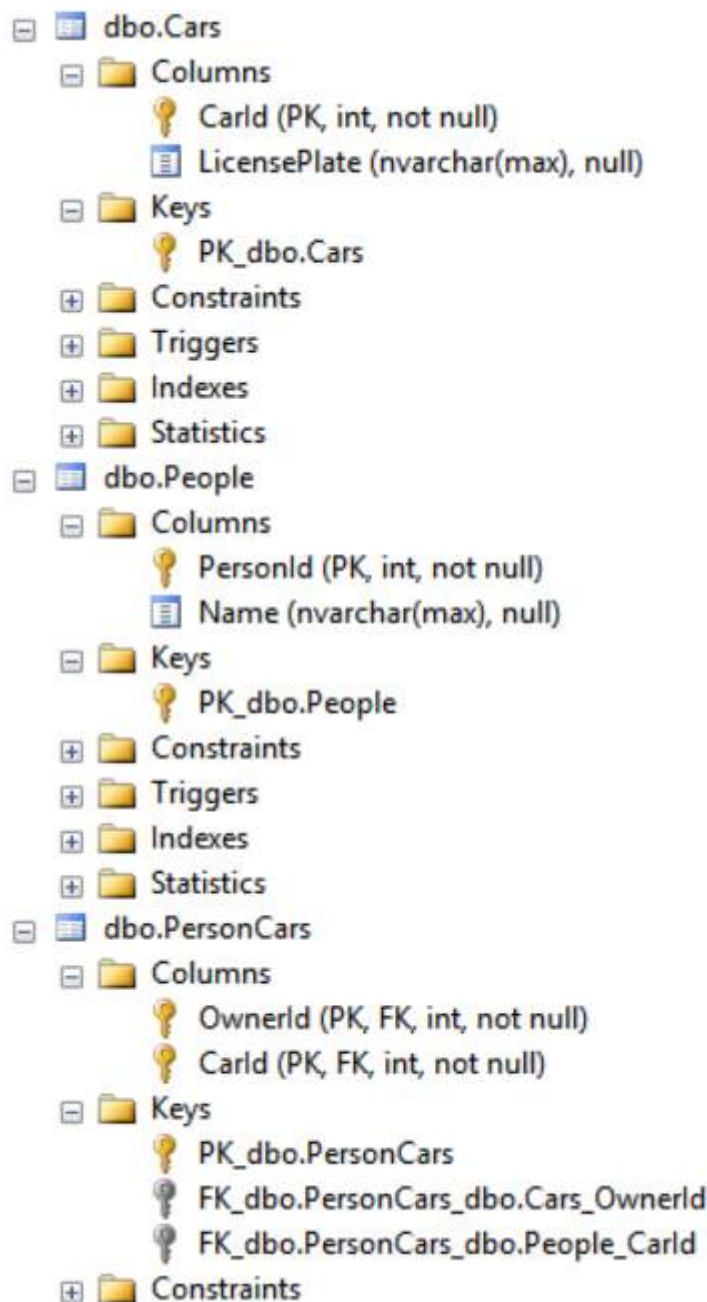 dbo.Cars
Columns
CarId (PK, int, not null)
LicensePlate (nvarchar(max), null)
Keys
PK_dbo.Cars
Constraints
Triggers
Indexes
Statistics
dbo.People
Columns
PersonId (PK, int, not null)
Name (nvarchar(max), null)
Keys
PK_dbo.People
Constraints
Triggers
Indexes
Statistics
dbo.PersonCars
Columns
OwnerId (PK, FK, int, not null)
CarId (PK, FK, int, not null)
Keys
PK_dbo.PersonCars
FK_dbo.PersonCars_dbo.Cars_OwnerId
FK_dbo.PersonCars_dbo.People_CarId
Constraints